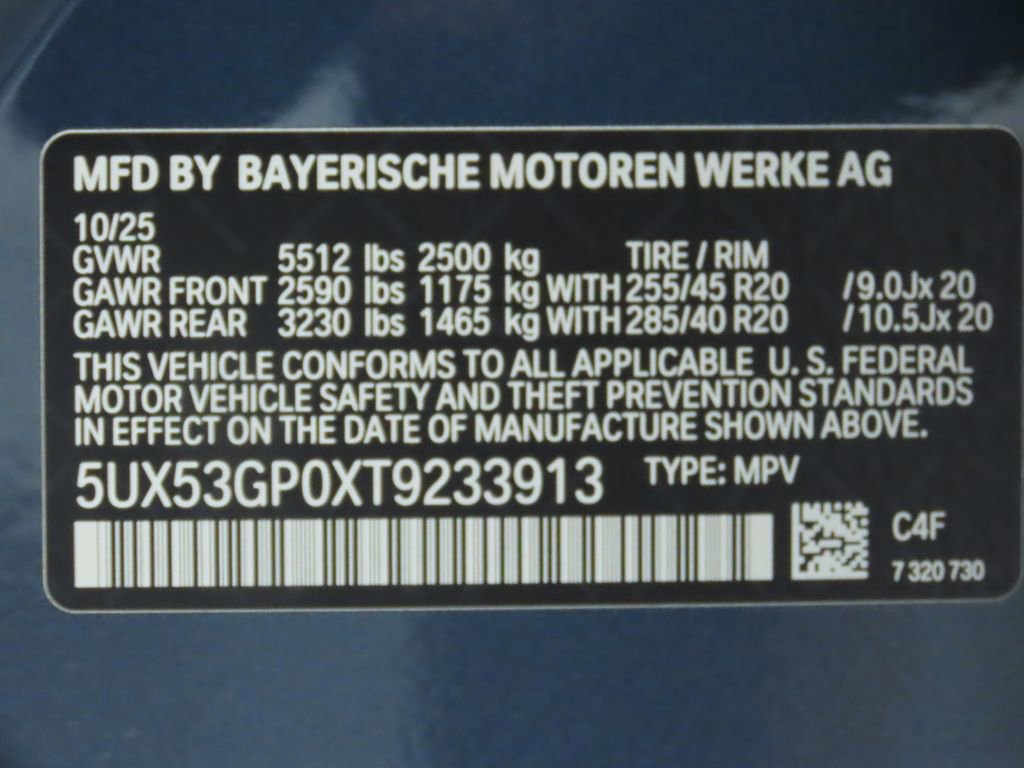 MFD BY BAYERISCHE MOTOREN WERKE AG
10/25
GVWR 5512 lbs 2500 kg TIRE / RIM
GAWR FRONT 2590 lbs 1175 kg WITH 255/45 R20 /9.0Jx 20
GAWR REAR 3230 lbs 1465 kg WITH 285/40 R20 /10.5Jx 20
THIS VEHICLE CONFORMS TO ALL APPLICABLE U. S. FEDERAL
MOTOR VEHICLE SAFETY AND THEFT PREVENTION STANDARDS
IN EFFECT ON THE DATE OF MANUFACTURE SHOWN ABOVE.
5UX53GP0XT9233913 TYPE: MPV
C4F
7 320 730